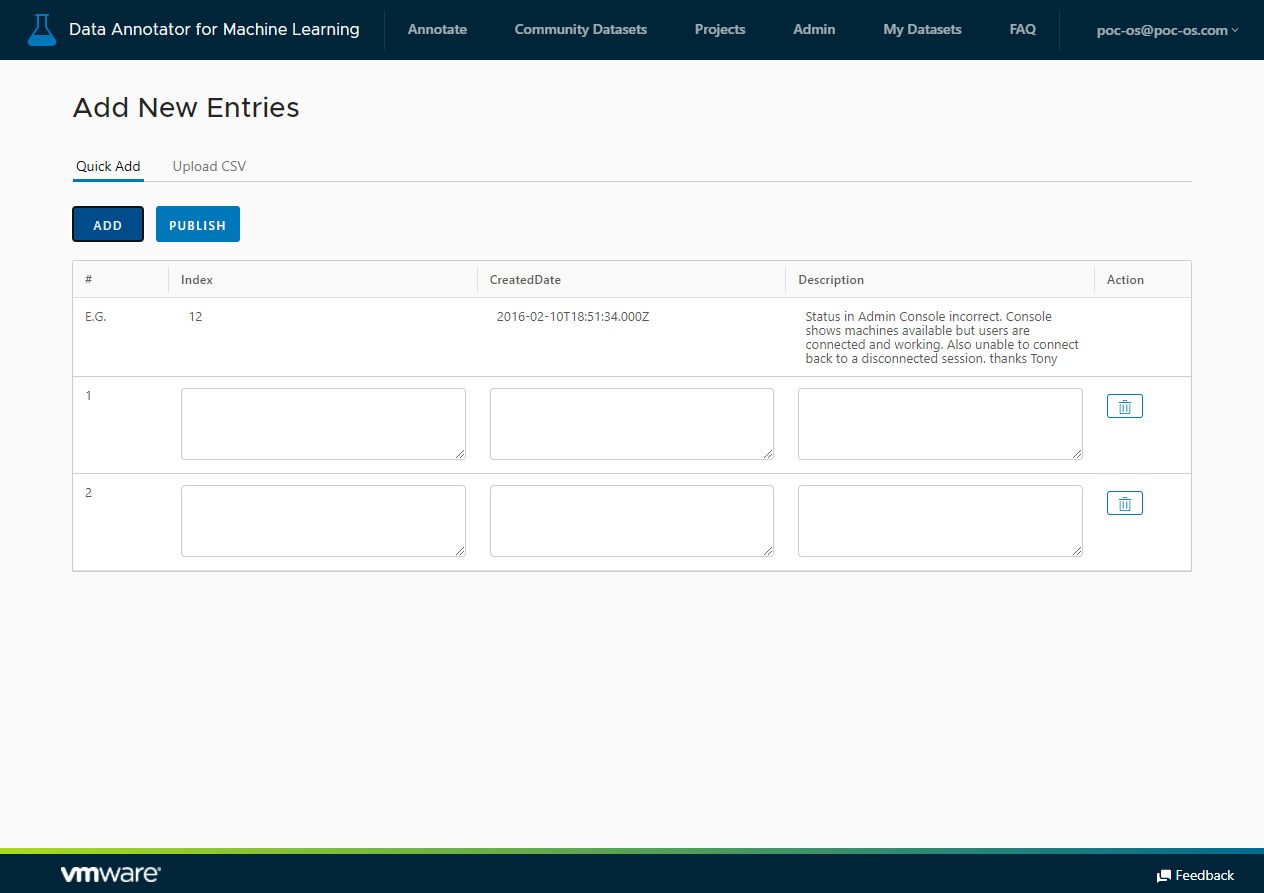 Data Annotator for Machine Learning
Annotate
Community Datasets
Projects
Admin
My Datasets
FAQ
poc-os@poc-os.com
Add New Entries
Quick Add
Upload CSV
ADD
PUBLISH
#
Index
CreatedDate
Description
Action
E.G.
12
2016-02-10T18:51:34.000Z
Status in Admin Console incorrect. Console
shows machines available but users are
connected and working. Also unable to connect
back to a disconnected session. thanks Tony
1
2
vmware
Feedback